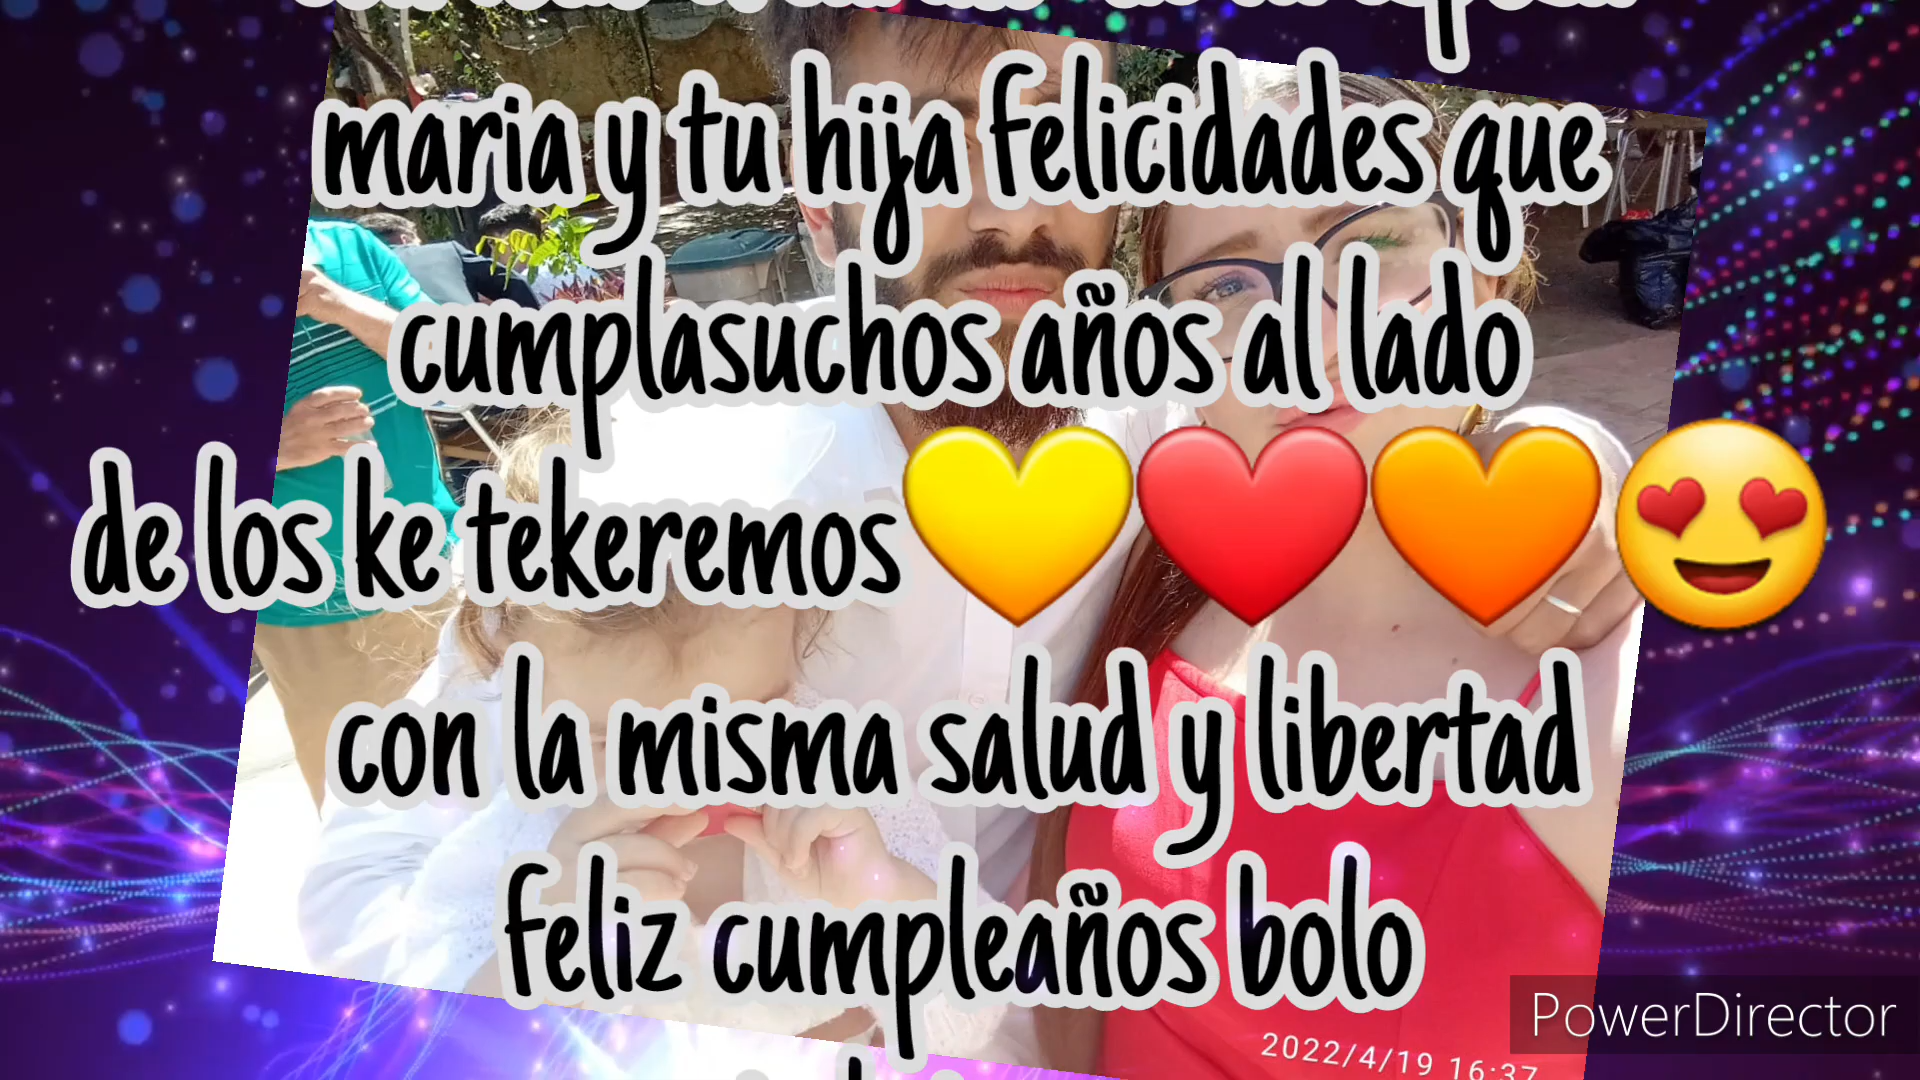 maria y tu hija felicidades que
cumplasuchos años al lado
de los ke tekeremos💛❤️🧡😍
con la misma salud y libertad
feliz cumpleaños bolo
PowerDirector
2022/4/19 16:37